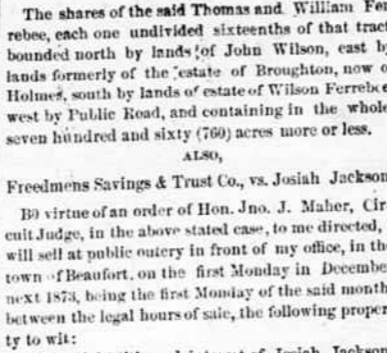 The shares of the said Thomas and William Fer-
rebee, each one undivided sixteenths of that tract
bounded north by lands of John Wilson, east by
lands formerly of the estate of Broughton, now of
Holmes, south by lands of estate of Wilson Ferrebee
west by Public Road, and containing in the whole
seven hundred and sixty (760) acres more or less.
ALSO,
Freedmens Savings & Trust Co., vs. Josiah Jackson
Bo virtue of an order of Hon. Jno. J. Maher, Cir-
cuit Judge, in the above stated case, to me directed,
will sell at public outcry in front of my office, in the
town of Beaufort, on the first Monday in December
next 1873, being the first Monday of the said month
between the legal hours of sale, the following proper
ty to wit:
of Josiah Jackson